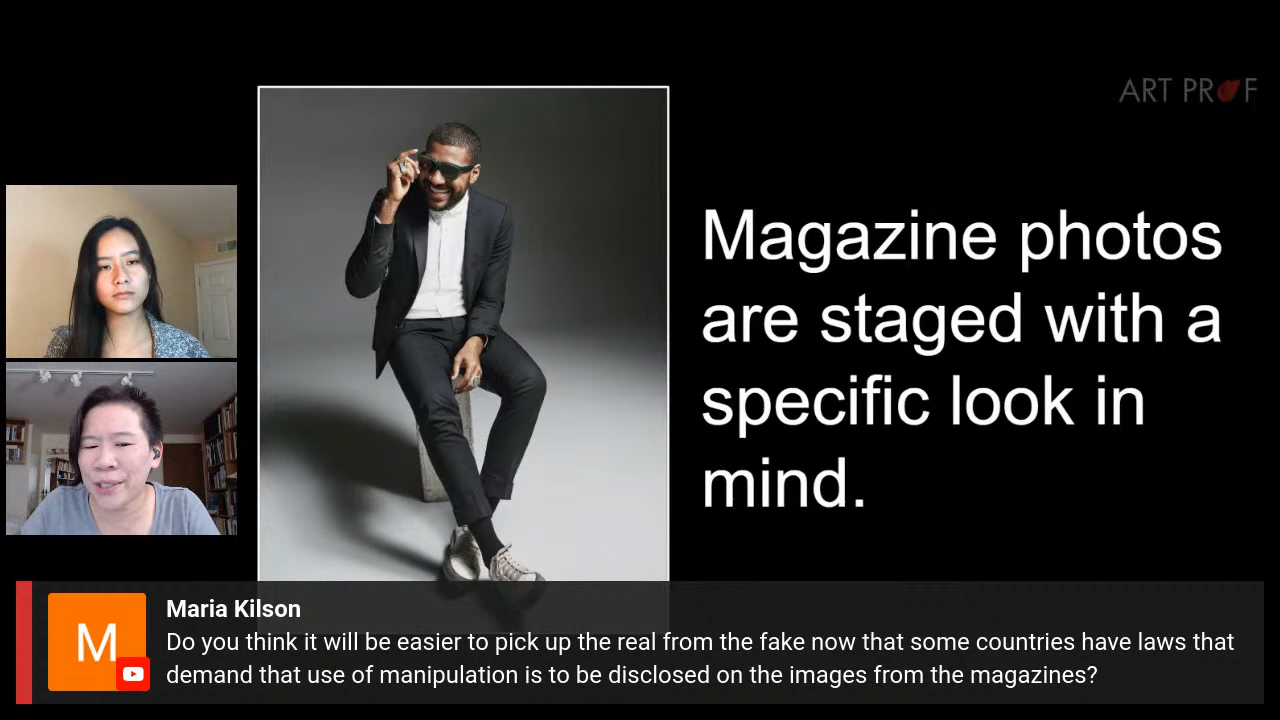 ART PROF
Magazine photos
are staged with a
specific look in
mind.
M
Maria Kilson
Do you think it will be easier to pick up the real from the fake now that some countries have laws that
demand that use of manipulation is to be disclosed on the images from the magazines?